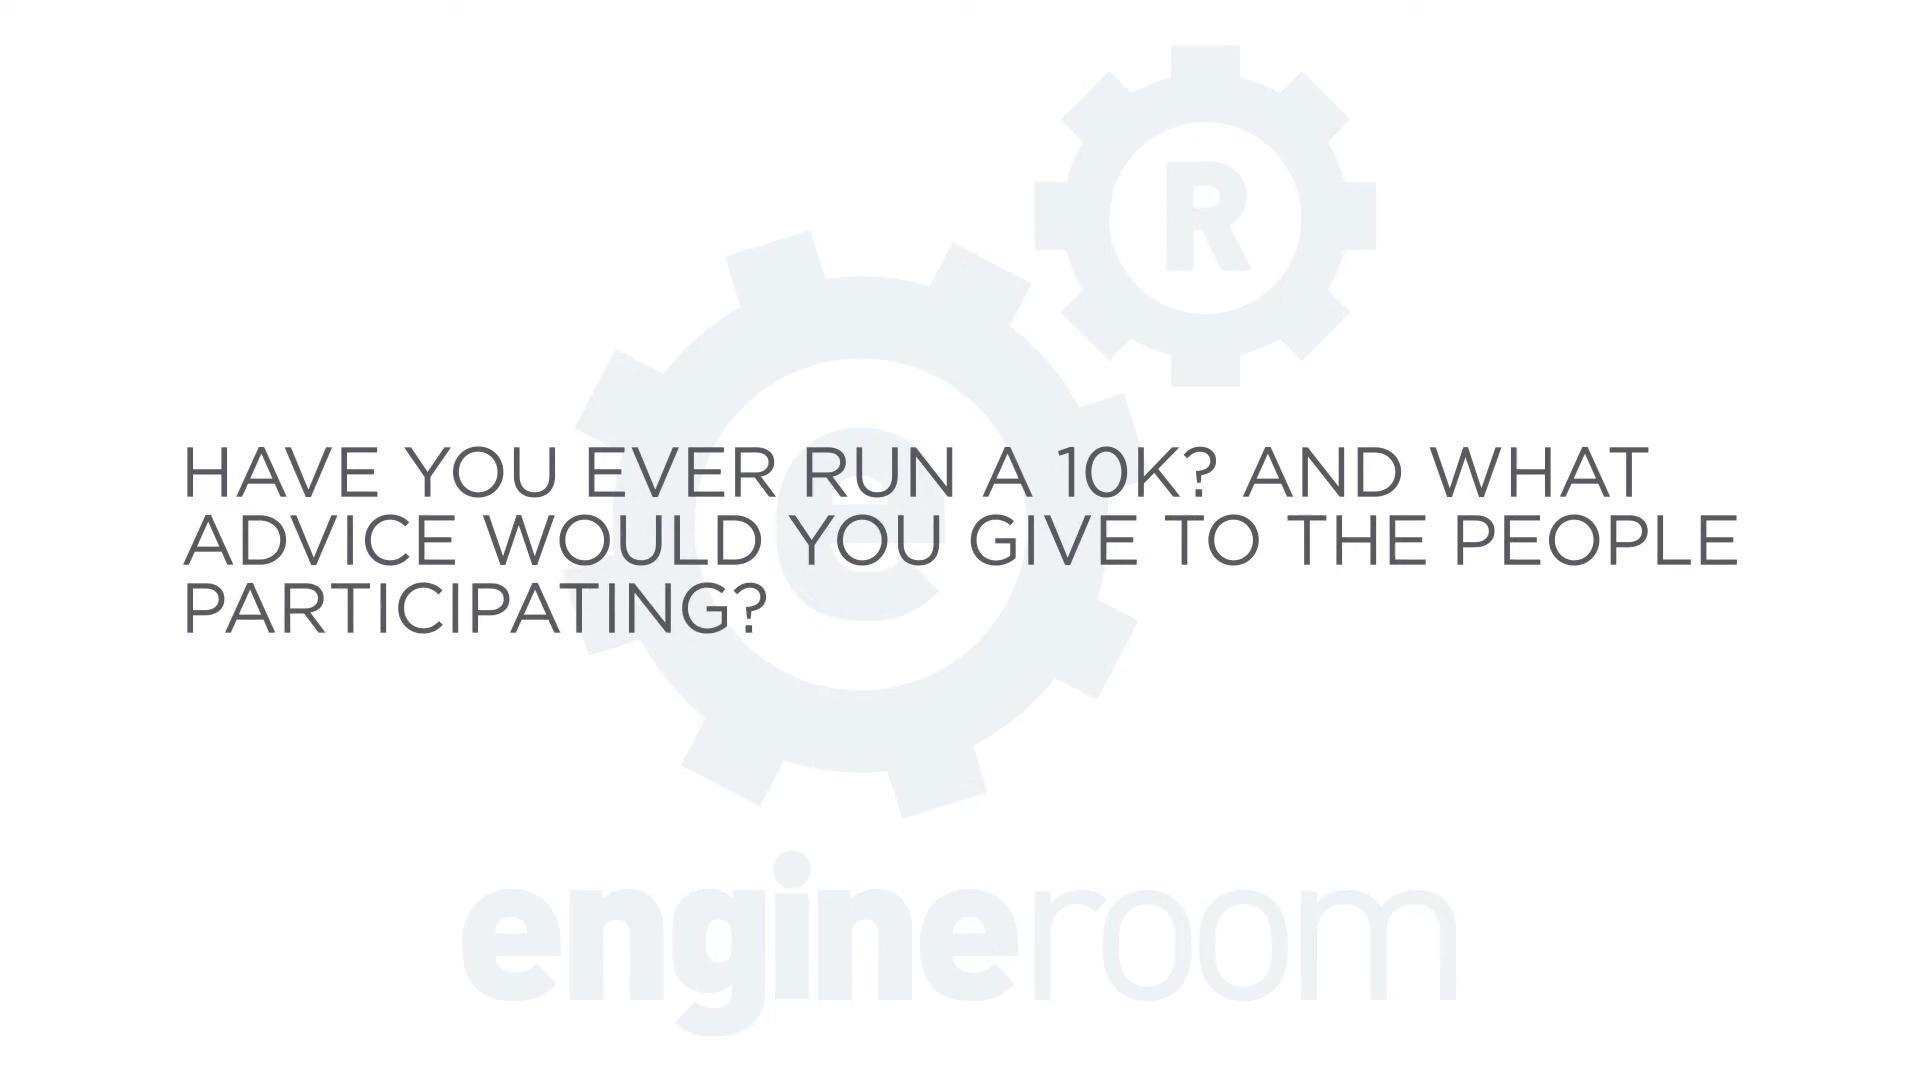 R
HAVE YOU EVER RUN A 10K? AND WHAT
ADVICE WOULD YOU GIVE TO THE PEOPLE
PARTICIPATING?
e
engineroom